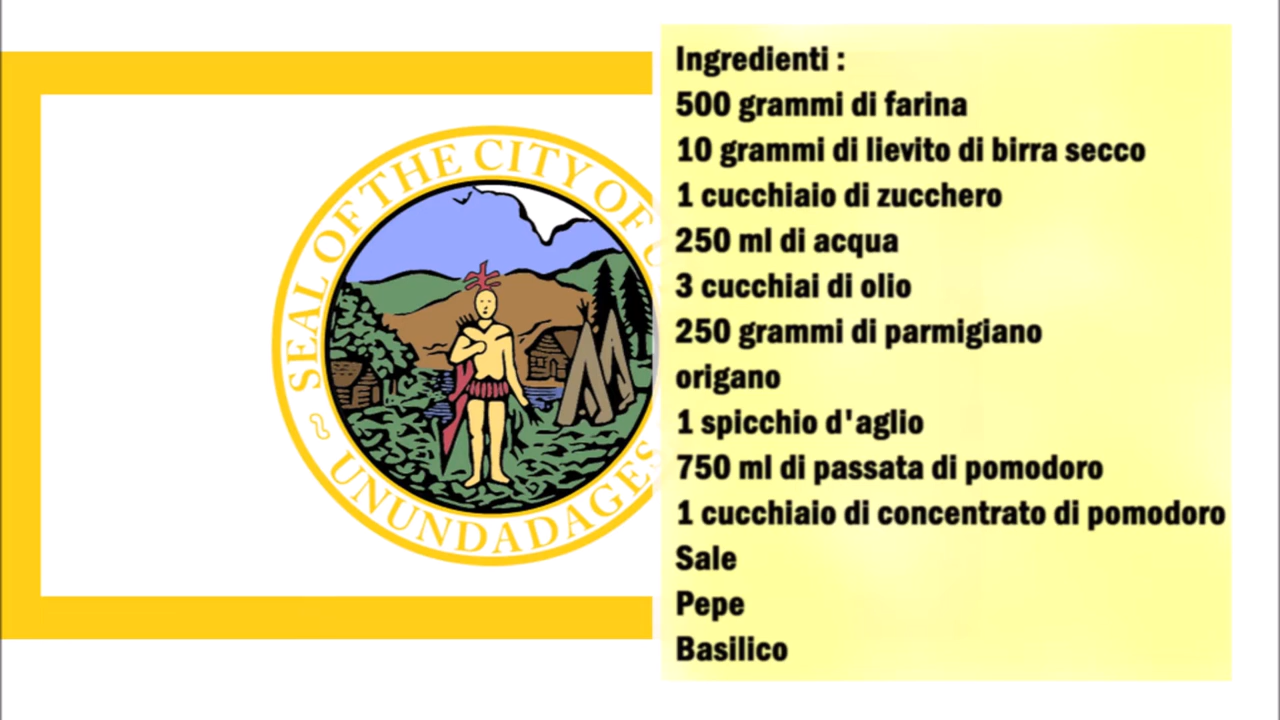 SEAL OF THE CITY OF
~ UNUNDADAGES
Ingredienti :
500 grammi di farina
10 grammi di lievito di birra secco
1 cucchiaio di zucchero
250 ml di acqua
3 cucchiai di olio
250 grammi di parmigiano
origano
1 spicchio d'aglio
750 ml di passata di pomodoro
1 cucchiaio di concentrato di pomodoro
Sale
Pepe
Basilico